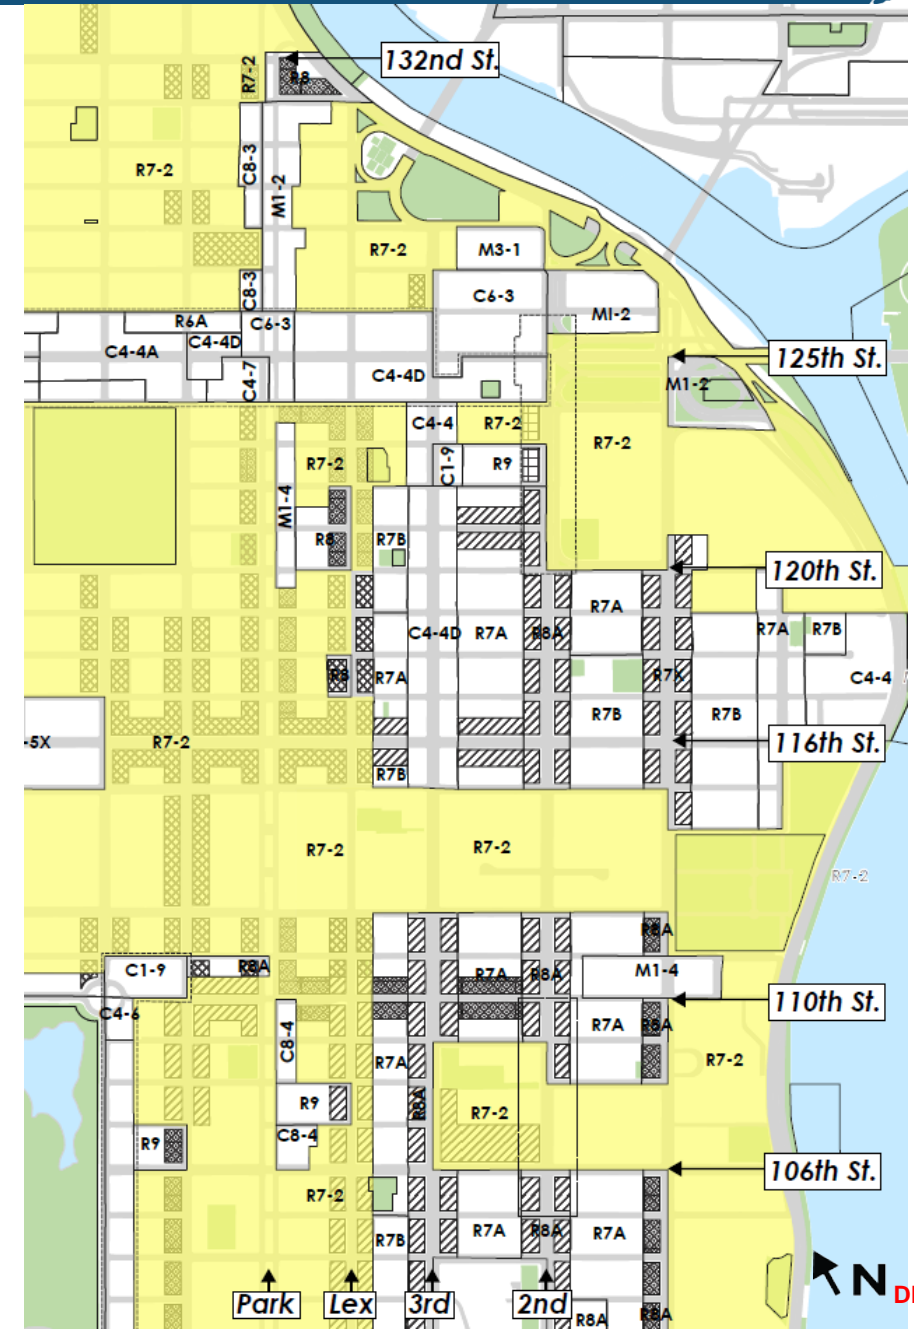 132nd St.
R7-2
R8
R7-2
C8-3
M1-2
R7-2
M3-1
C8-3
C6-3
MI-2
R6A
C6-3
C4-4D
C4-4A
125th St.
C4-7
C4-4D
M1-2
C4-4
R7-2
R7-2
R7-2
C1-9
R9
M1-4
R8
R7B
120th St.
R7A
C4-4D
R7A
R8A
R7A
R7B
R8
R7A
R7X
C4-4
R7B
R7B
-5X
R7-2
116th St.
R7B
R7-2
R7-2
R7-2
R8A
C1-9
R8A
R7A
R8A
M1-4
110th St.
C4-6
R7A
R8A
C8-4
R7A
R7-2
R9
R8A
R7-2
R9
C8-4
106th St.
R7-2
R7B
R7A
R8A
R7A
N
Park
Lex
3rd
2nd
R8A
R8A